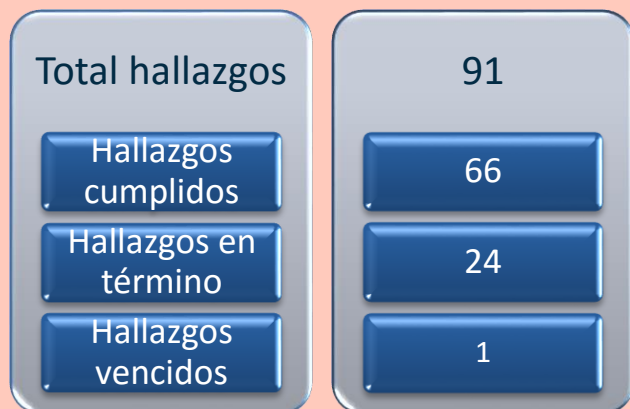 Total hallazgos
91
Hallazgos
cumplidos
66
Hallazgos en
término
24
Hallazgos
vencidos
1